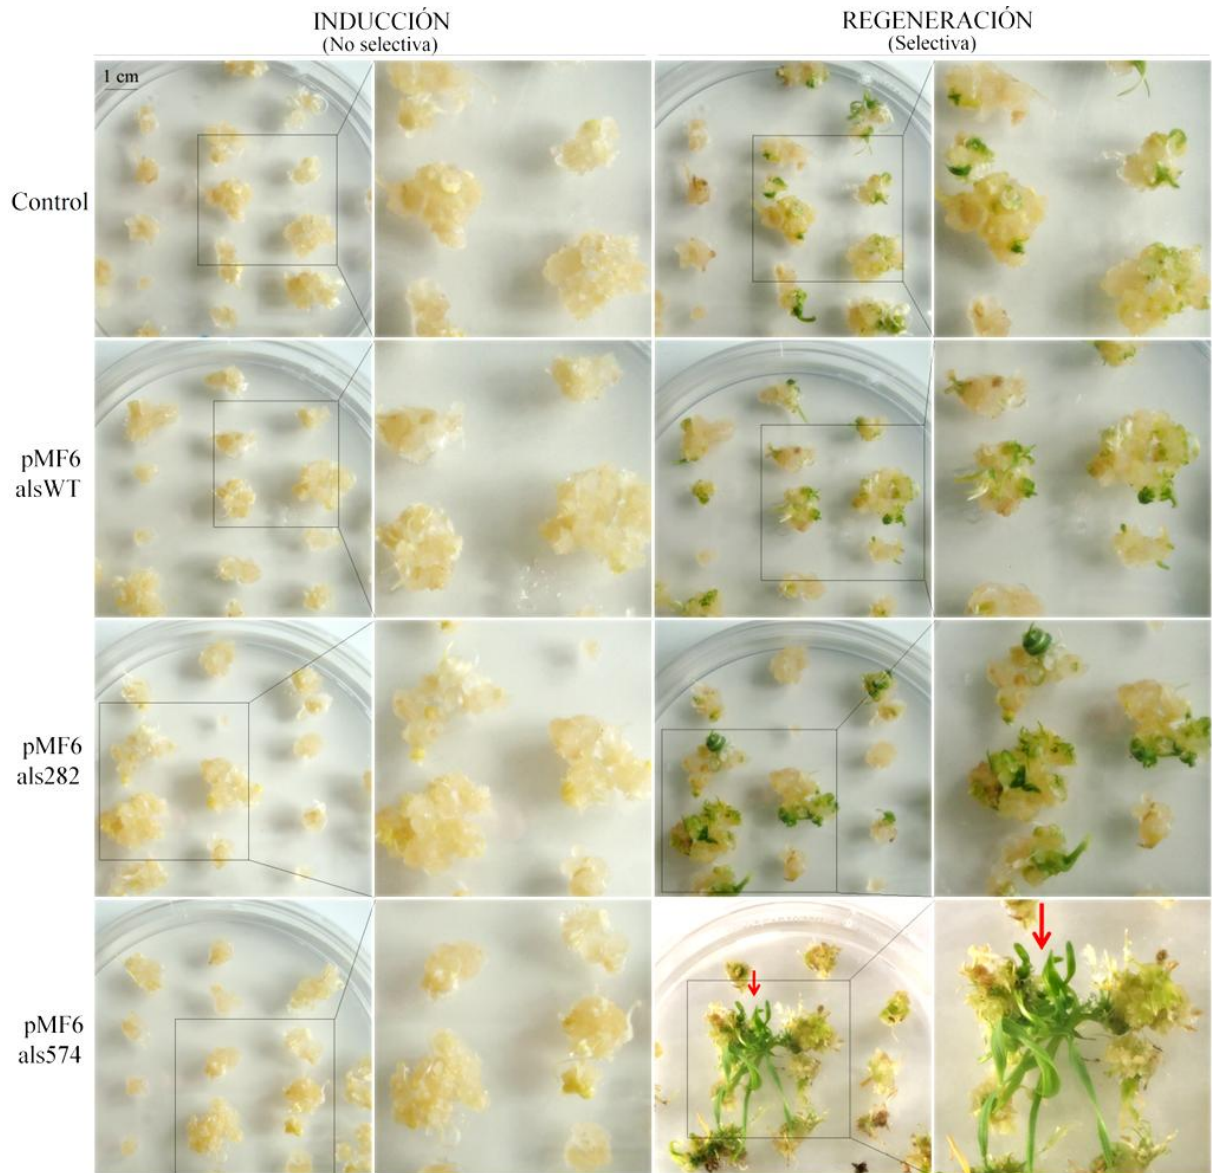 INDUCCIÓN
(No selectiva)
REGENERACIÓN
(Selectiva)
1 cm
Control
pMF6
alsWT
pMF6
als282
pMF6
als574